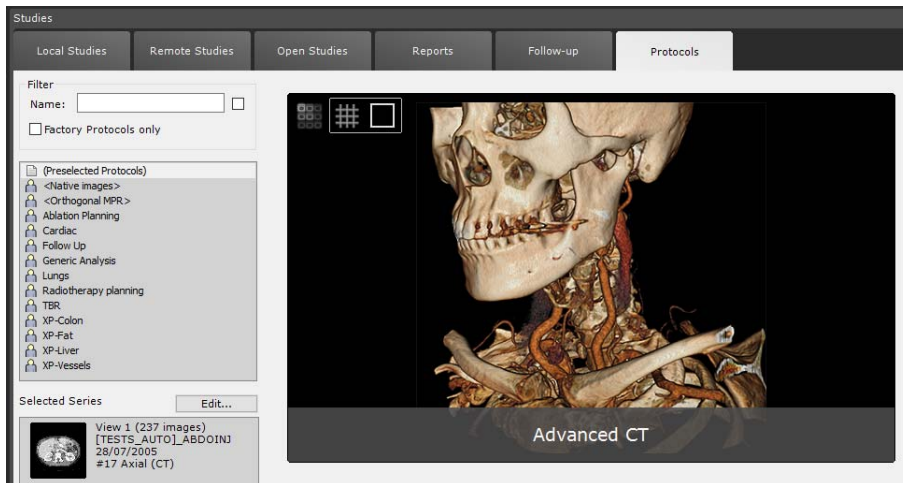 Studies
Local Studies Remote Studies Open Studies Reports Follow-up Protocols
Filter
Name:
Factory Protocols only
(Preselected Protocols)
<Native images>
<Orthogonal MPR>
Ablation Planning
Cardiac
Follow Up
Generic Analysis
Lungs
Radiotherapy planning
TBR
XP-Colon
XP-Fat
XP-Liver
XP-Vessels
Selected Series Edit...
View 1 (237 images)
[TESTS_AUTO]_ABDOINJ
28/07/2005
#17 Axial (CT)
Advanced CT